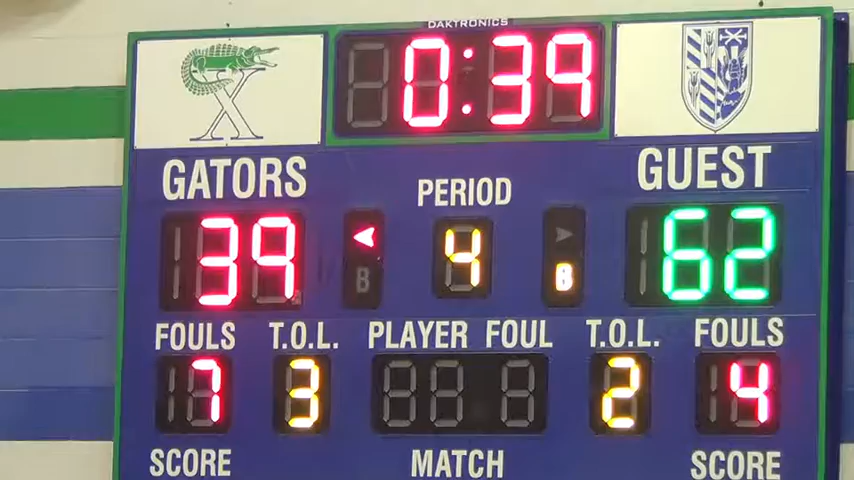 DAKTRONICS
X 0:39
GATORS PERIOD GUEST
39 B 4 B 62
FOULS T.O.L. PLAYER FOUL T.O.L. FOULS
7 3 2 4
SCORE MATCH SCORE